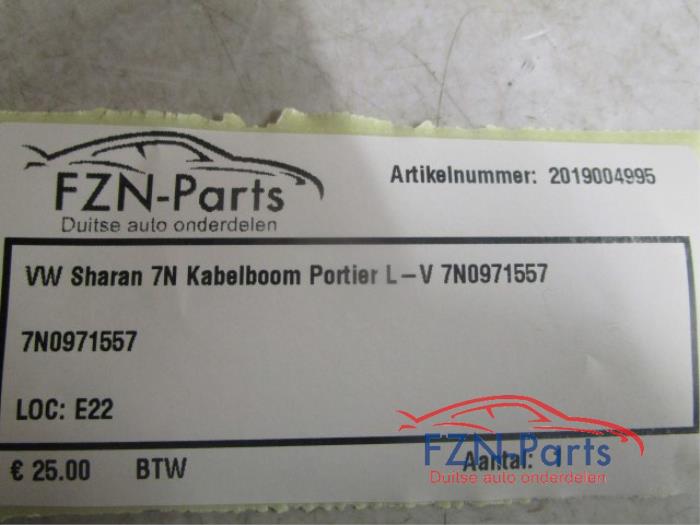 FZN-Parts
Duitse auto onderdelen
Artikelnummer: 2019004995
VW Sharan 7N Kabelboom Portier L-V 7N0971557
7N0971557
LOC: E22
€ 25.00 BTW Aantal:
FZN-Parts
Duitse auto onderdelen